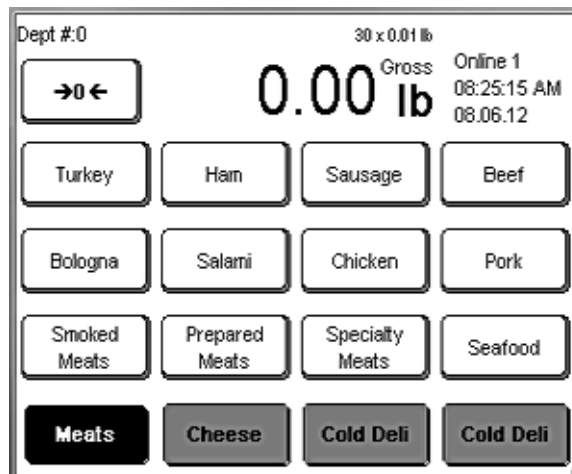 Dept #:0
30 x 0.01 lb
→0←
0.00 lb
Gross
Online 1
08:25:15 AM
08.06.12
Turkey
Ham
Sausage
Beef
Bologna
Salami
Chicken
Pork
Smoked
Meats
Prepared
Meats
Specialty
Meats
Seafood
Meats
Cheese
Cold Deli
Cold Deli